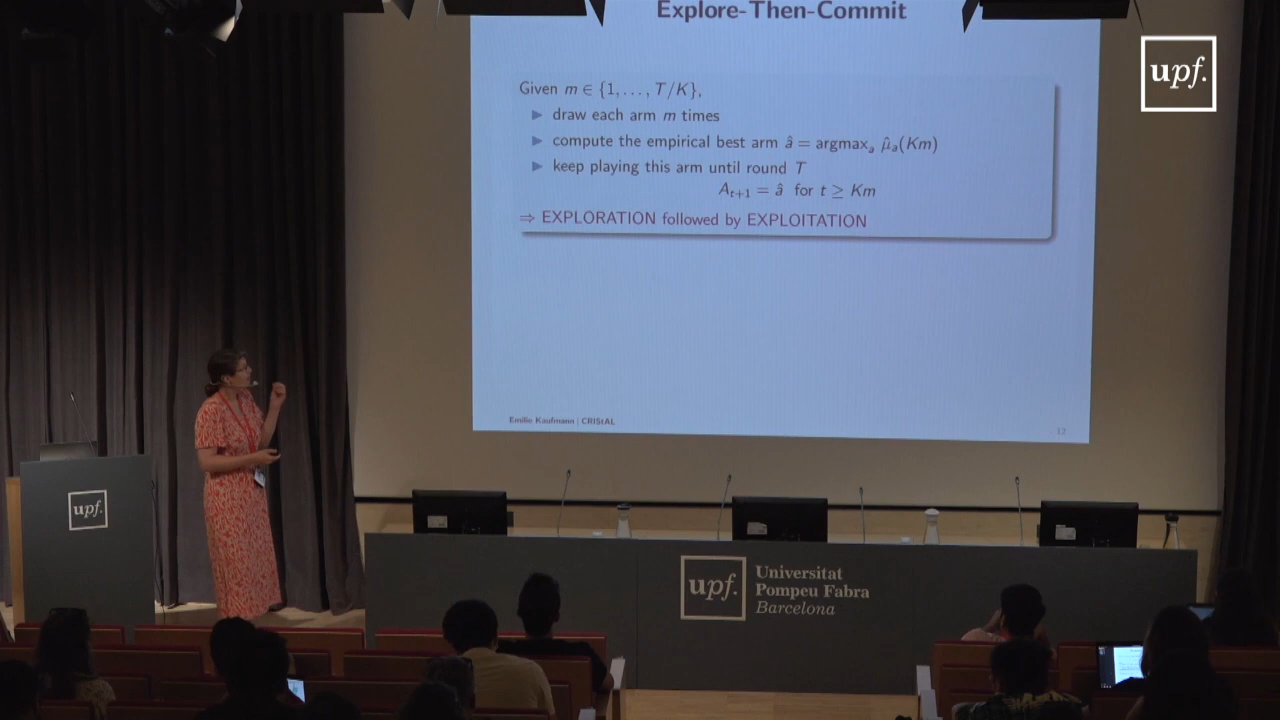 Explore-Then-Commit
upf.
Given m ∈ {1, . . . , T/K},
▶ draw each arm m times
▶ compute the empirical best arm â = argmaxₐ μ̂ₐ(Km)
▶ keep playing this arm until round T
Aₜ₊₁ = â for t ≥ Km
⇒ EXPLORATION followed by EXPLOITATION
Emilie Kaufmann | CRIStAL
12
upf.
upf.
Universitat
Pompeu Fabra
Barcelona